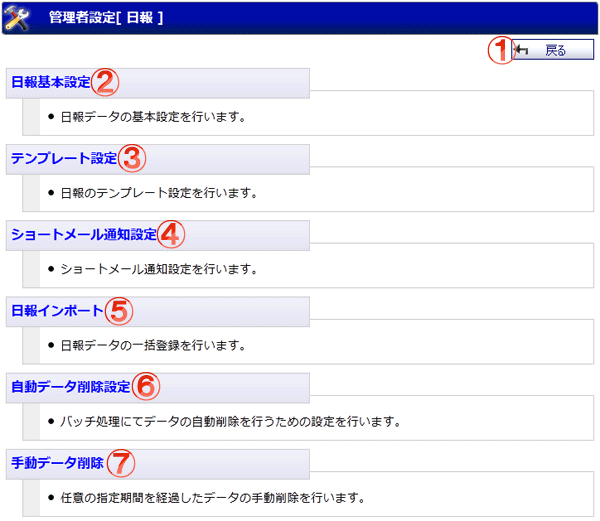 管理者設定[ 日報 ]
① 戻る
日報基本設定②
● 日報データの基本設定を行います。
テンプレート設定③
● 日報のテンプレート設定を行います。
ショートメール通知設定④
● ショートメール通知設定を行います。
日報インポート⑤
● 日報データの一括登録を行います。
自動データ削除設定⑥
● バッチ処理にてデータの自動削除を行うための設定を行います。
手動データ削除⑦
● 任意の指定期間を経過したデータの手動削除を行います。